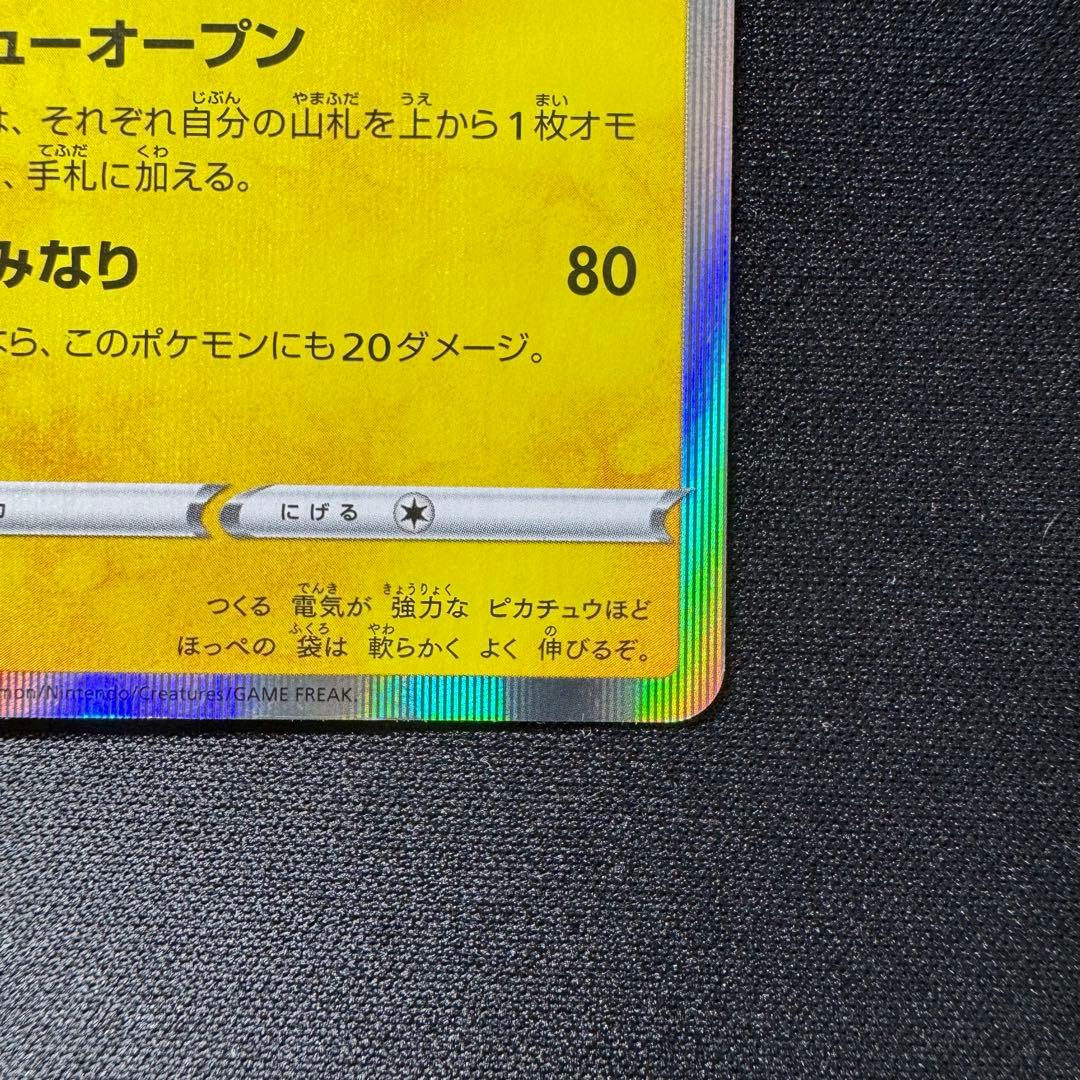 ューオープン
は、それぞれ自分の山札を上から1枚オモ
、手札に加える。
みなり 80
なら、このポケモンにも20ダメージ。
にげる
つくる 電気が 強力な ピカチュウほど
ほっぺの 袋は 軟らかく よく 伸びるぞ。
mon/Nintendo/Creatures/GAME FREAK.